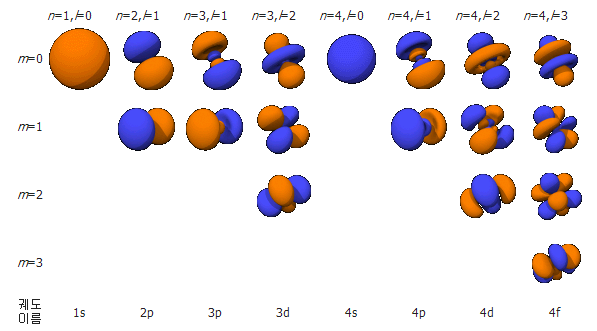 n=1,l=0 n=2,l=1 n=3,l=1 n=3,l=2 n=4,l=0 n=4,l=1 n=4,l=2 n=4,l=3
m=0
m=1
m=2
m=3
궤도
이름 1s 2p 3p 3d 4s 4p 4d 4f